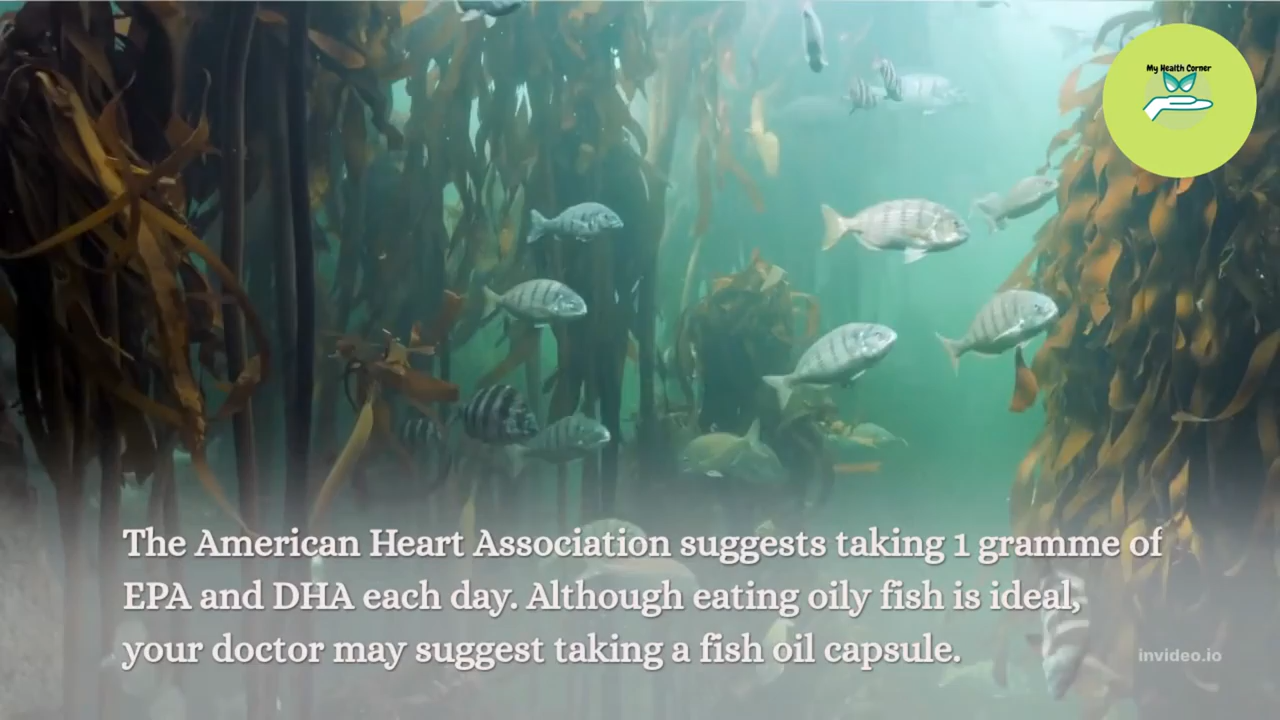 My Health Corner
The American Heart Association suggests taking 1 gramme of
EPA and DHA each day. Although eating oily fish is ideal,
your doctor may suggest taking a fish oil capsule.
invideo.io